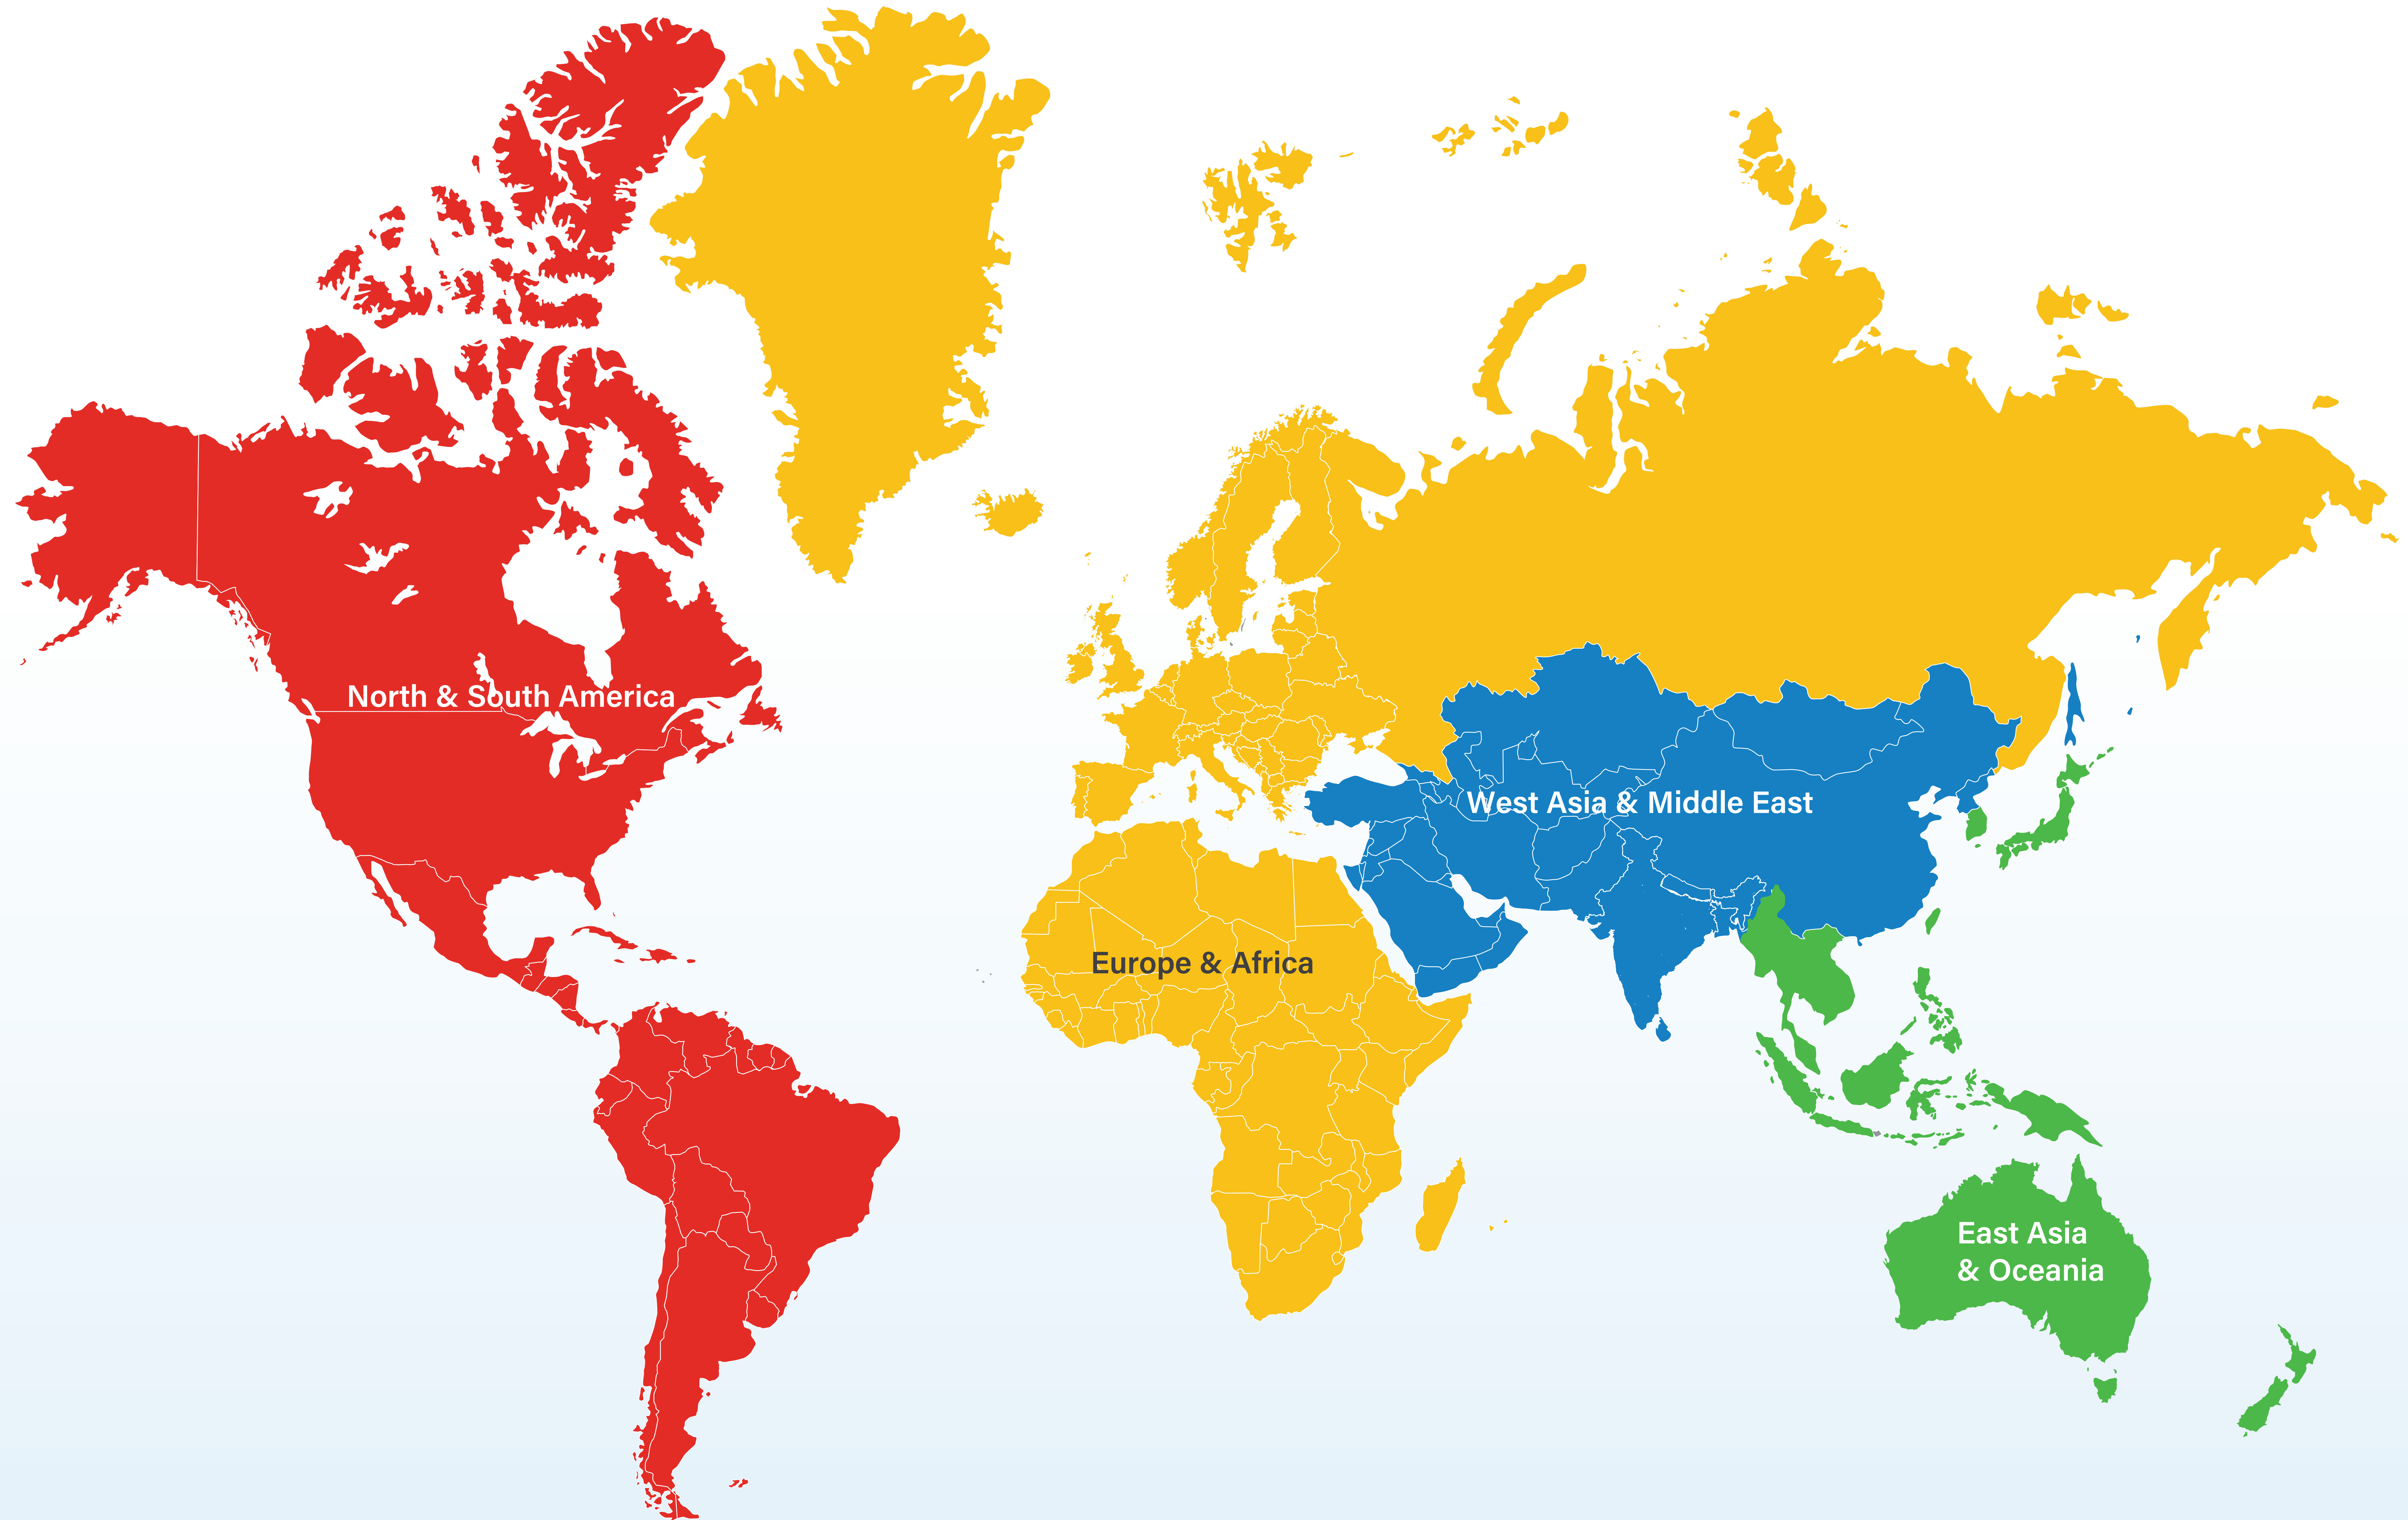 North & South America
West Asia & Middle East
Europe & Africa
East Asia
& Oceania